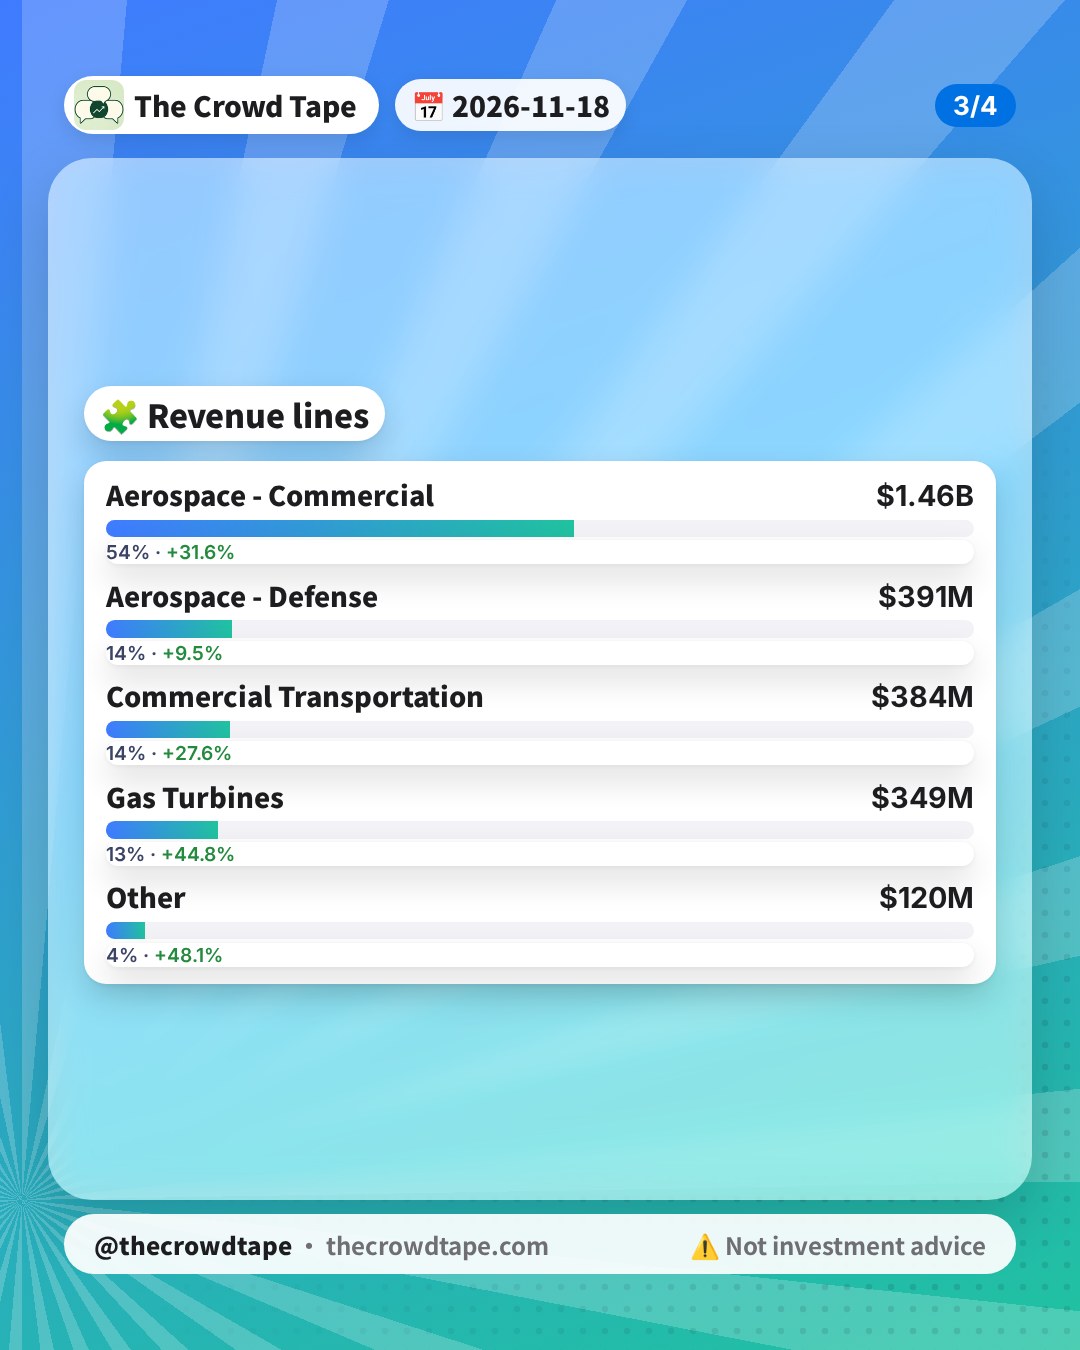 The Crowd Tape
2026-11-18
3/4
Revenue lines
Aerospace - Commercial $1.46B
54% · +31.6%
Aerospace - Defense $391M
14% · +9.5%
Commercial Transportation $384M
14% · +27.6%
Gas Turbines $349M
13% · +44.8%
Other $120M
4% · +48.1%
@thecrowdtape • thecrowdtape.com ⚠️ Not investment advice